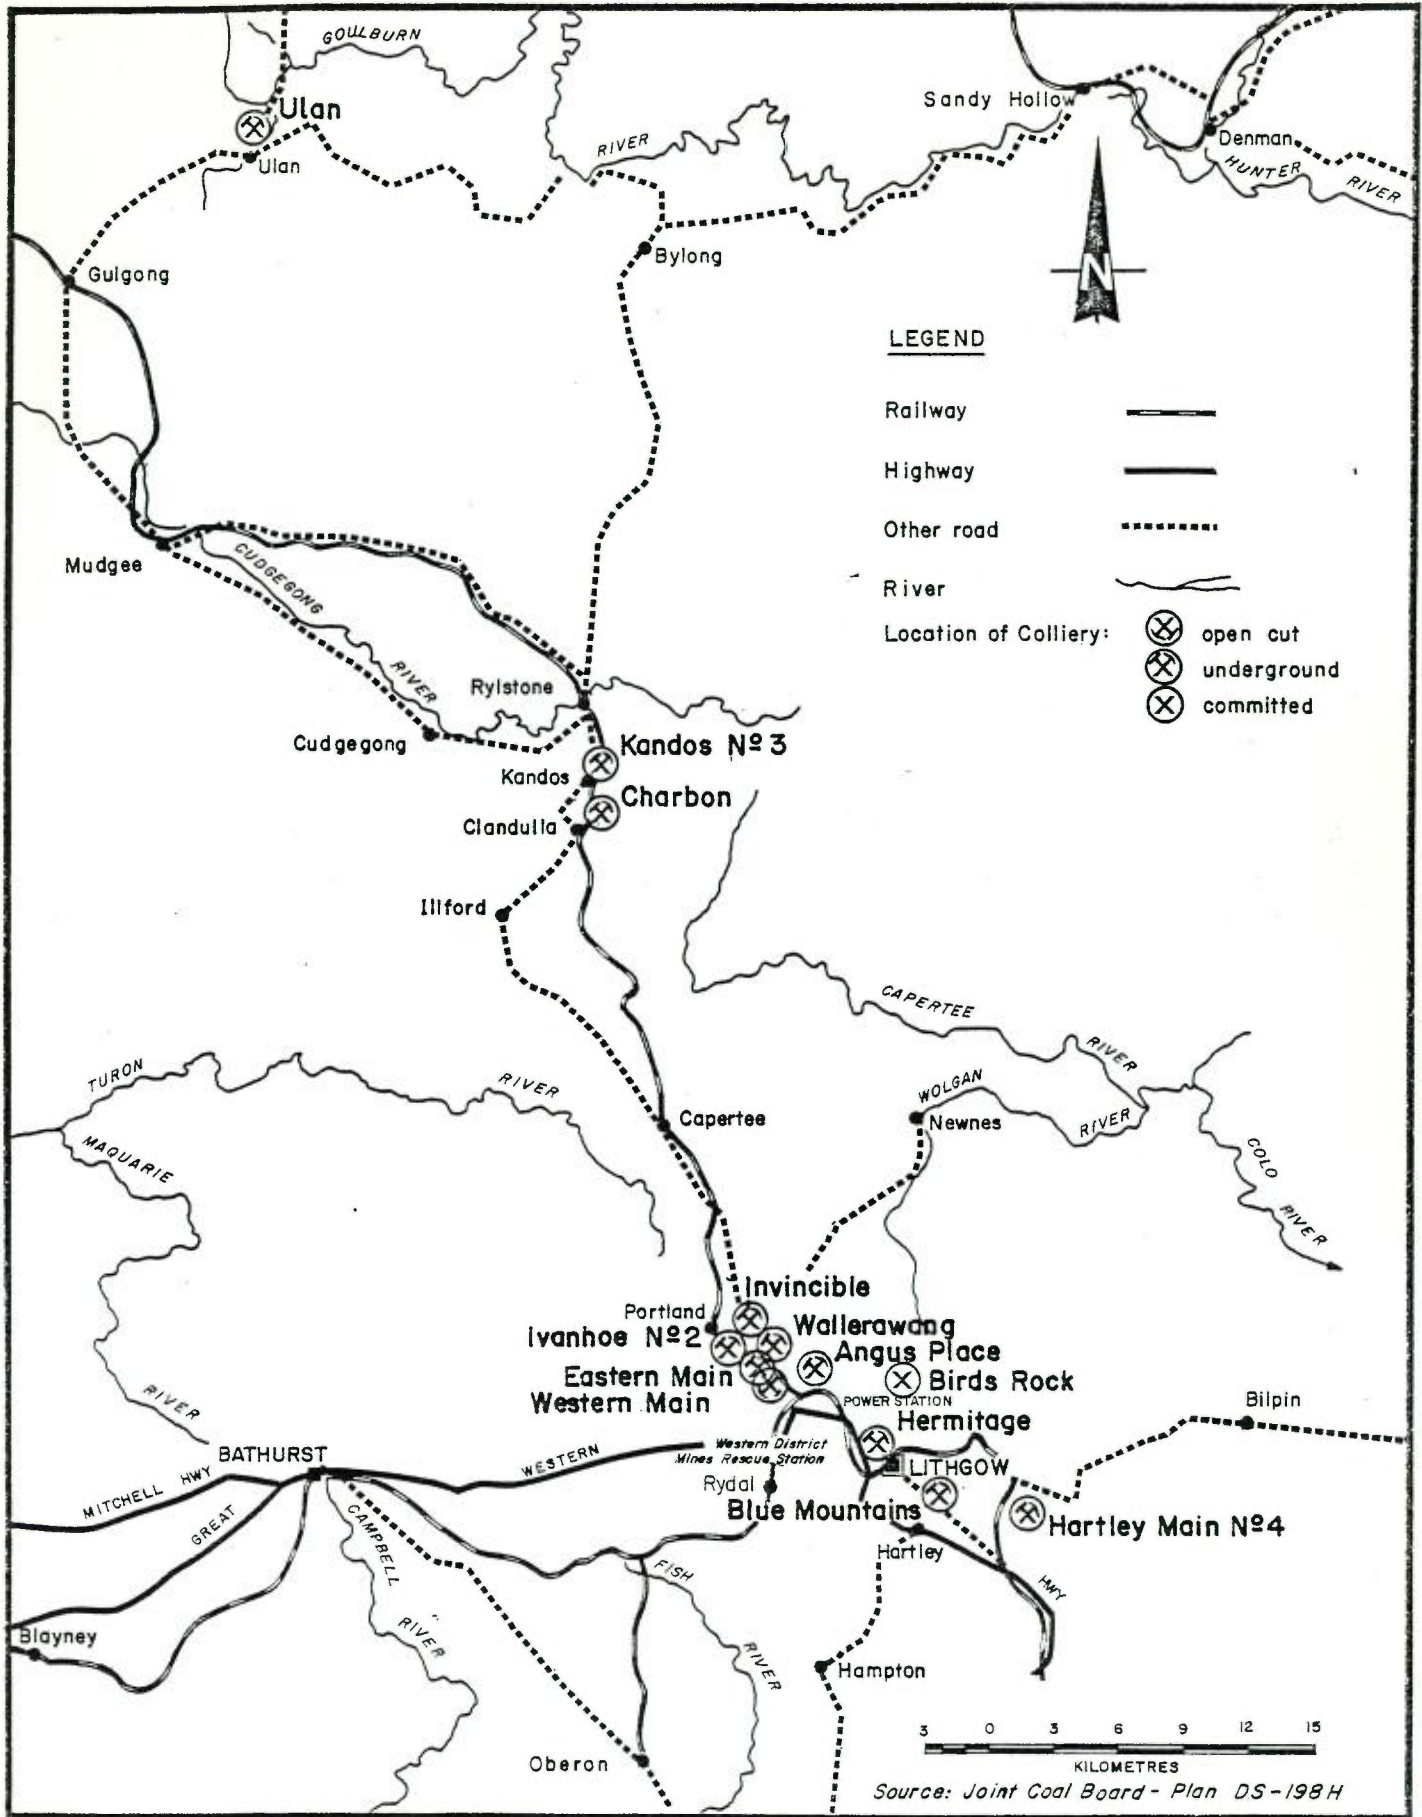 GOULBURN
Ulan
Ulan
RIVER
Sandy Hollow
Denman
HUNTER RIVER
Bylong
Gulgong
N
LEGEND
Railway
Highway
Other road
River
Location of Colliery:
open cut
underground
committed
Mudgee
CUDGEGONG
RIVER
Rylstone
Cudgegong
Kandos Nº 3
Kandos
Charbon
Clandulla
Illford
CAPERTEE
RIVER
TURON
RIVER
WOLGAN
RIVER
Newnes
Capertee
MAQUARIE
COLO
RIVER
Invincible
Portland
Ivanhoe Nº2
Wallerawang
Angus Place
Eastern Main
Birds Rock
Western Main
POWER STATION
Bilpin
RIVER
Hermitage
BATHURST
WESTERN
Western District
Mines Rescue Station
LITHGOW
MITCHELL HWY
Rydal
GREAT
CAMPBELL
Blue Mountains
Hartley Main Nº4
Hartley
FISH
HWY
RIVER
Blayney
RIVER
Hampton
Oberon
3 0 3 6 9 12 15
KILOMETRES
Source: Joint Coal Board - Plan DS-198H